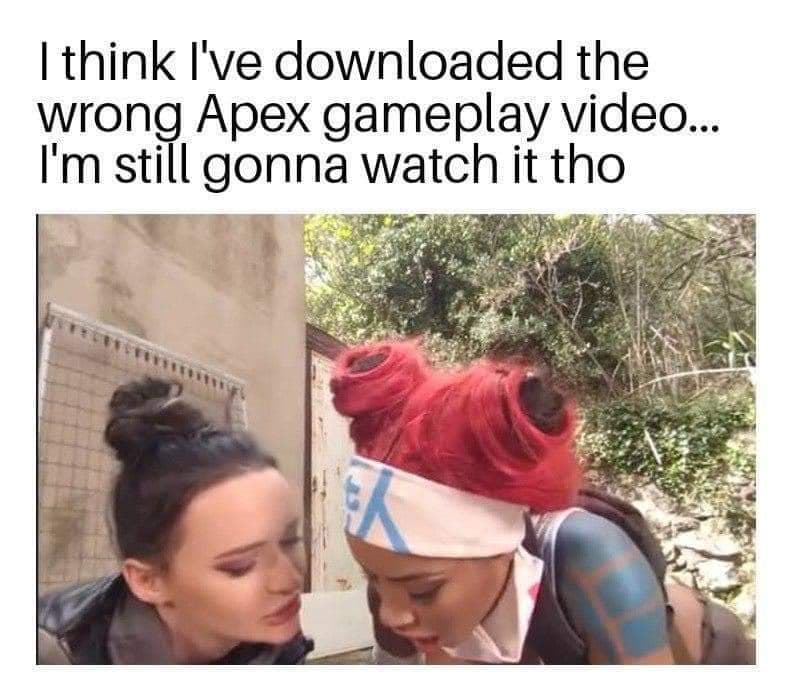 I think I've downloaded the
wrong Apex gameplay video...
I'm still gonna watch it tho